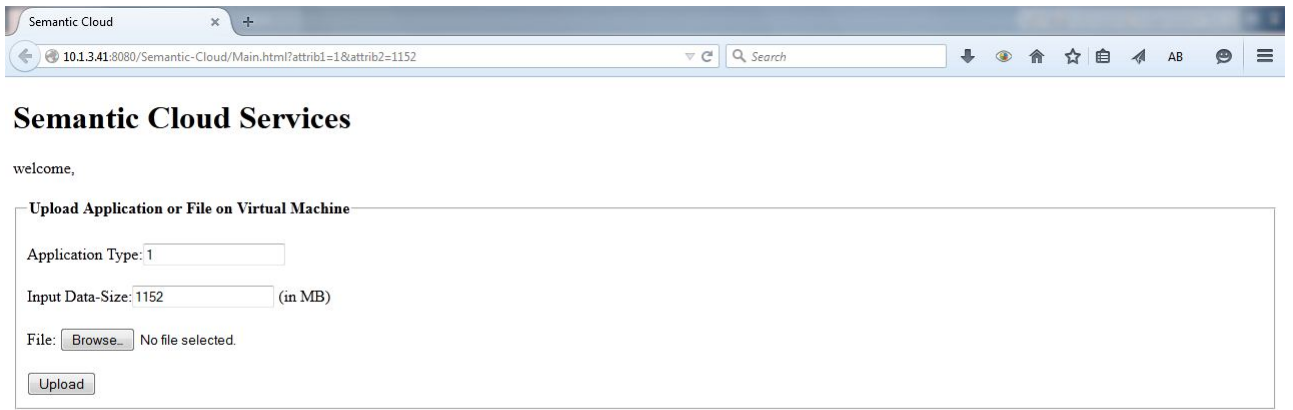 Semantic Cloud
10.1.3.41:8080/Semantic-Cloud/Main.html?attrib1=1&attrib2=1152
Search
AB
Semantic Cloud Services
welcome,
Upload Application or File on Virtual Machine
Application Type: 1
Input Data-Size: 1152 (in MB)
File: Browse... No file selected.
Upload